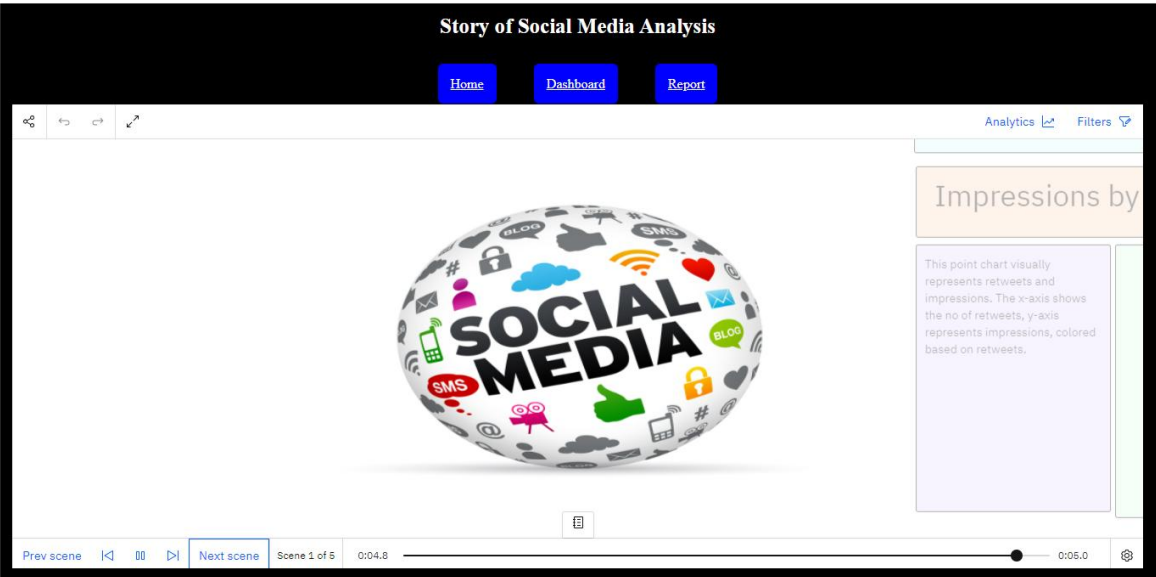 Story of Social Media Analysis
Home Dashboard Report
Analytics Filters
Impressions by
This point chart visually
represents retweets and
impressions. The x-axis shows
the no of retweets, y-axis
represents impressions, colored
based on retweets.
BLOG
SMS
#
@
SOCIAL
MEDIA
BLOG
SMS
@
#
@
Prev scene Next scene Scene 1 of 5 0:04.8 0:05.0